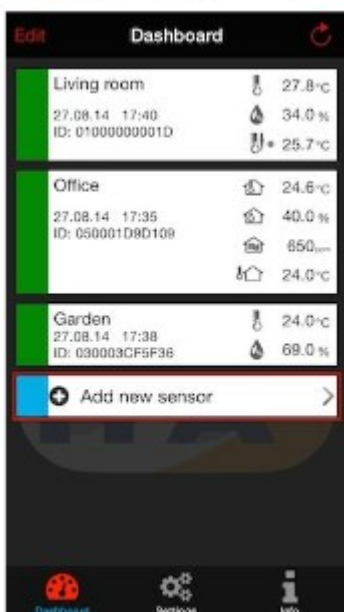 Edit Dashboard
Living room 27.8°C
27.08.14 17:40 34.0 %
ID: 01000000001D 25.7°C
Office 24.6°C
27.08.14 17:35 40.0 %
ID: 050001D9D109 650ppm
24.0°C
Garden 24.0°C
27.08.14 17:38 69.0 %
ID: 030003CF5F36
Add new sensor
Dashboard Settings Info